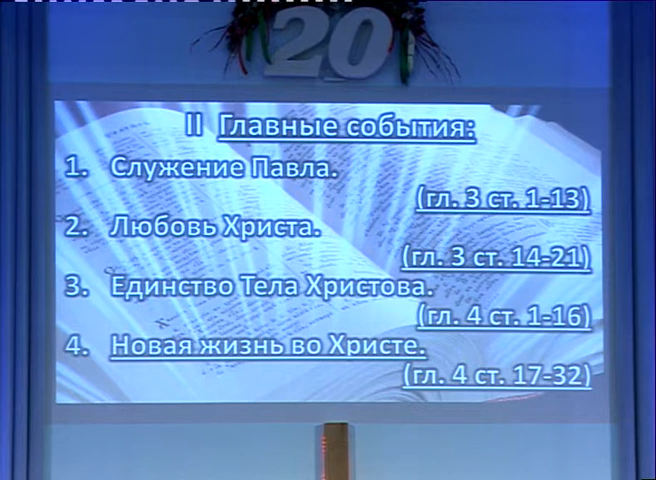 20
II Главные события:
1. Служение Павла.
(гл. 3 ст. 1-13)
2. Любовь Христа.
(гл. 3 ст. 14-21)
3. Единство Тела Христова.
(гл. 4 ст. 1-16)
4. Новая жизнь во Христе.
(гл. 4 ст. 17-32)